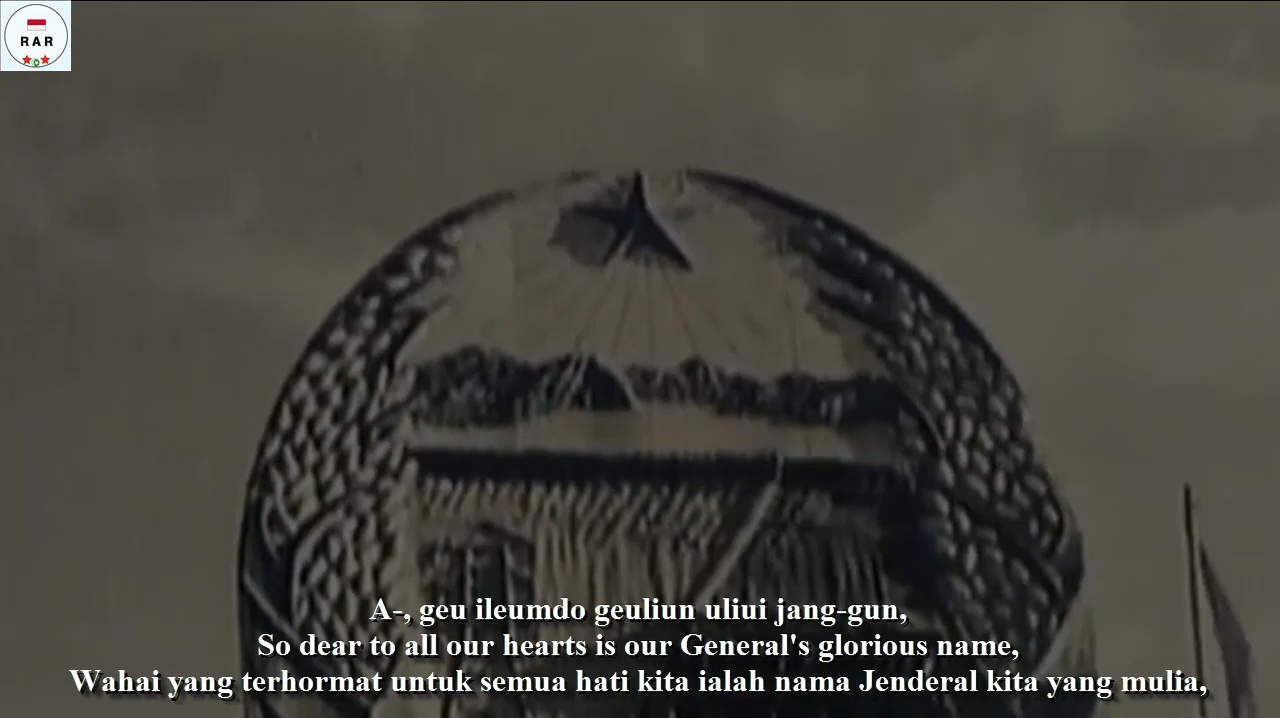 RAR
A-, geu ileumdo geuliun uliui jang-gun,
So dear to all our hearts is our General's glorious name,
Wahai yang terhormat untuk semua hati kita ialah nama Jenderal kita yang mulia,